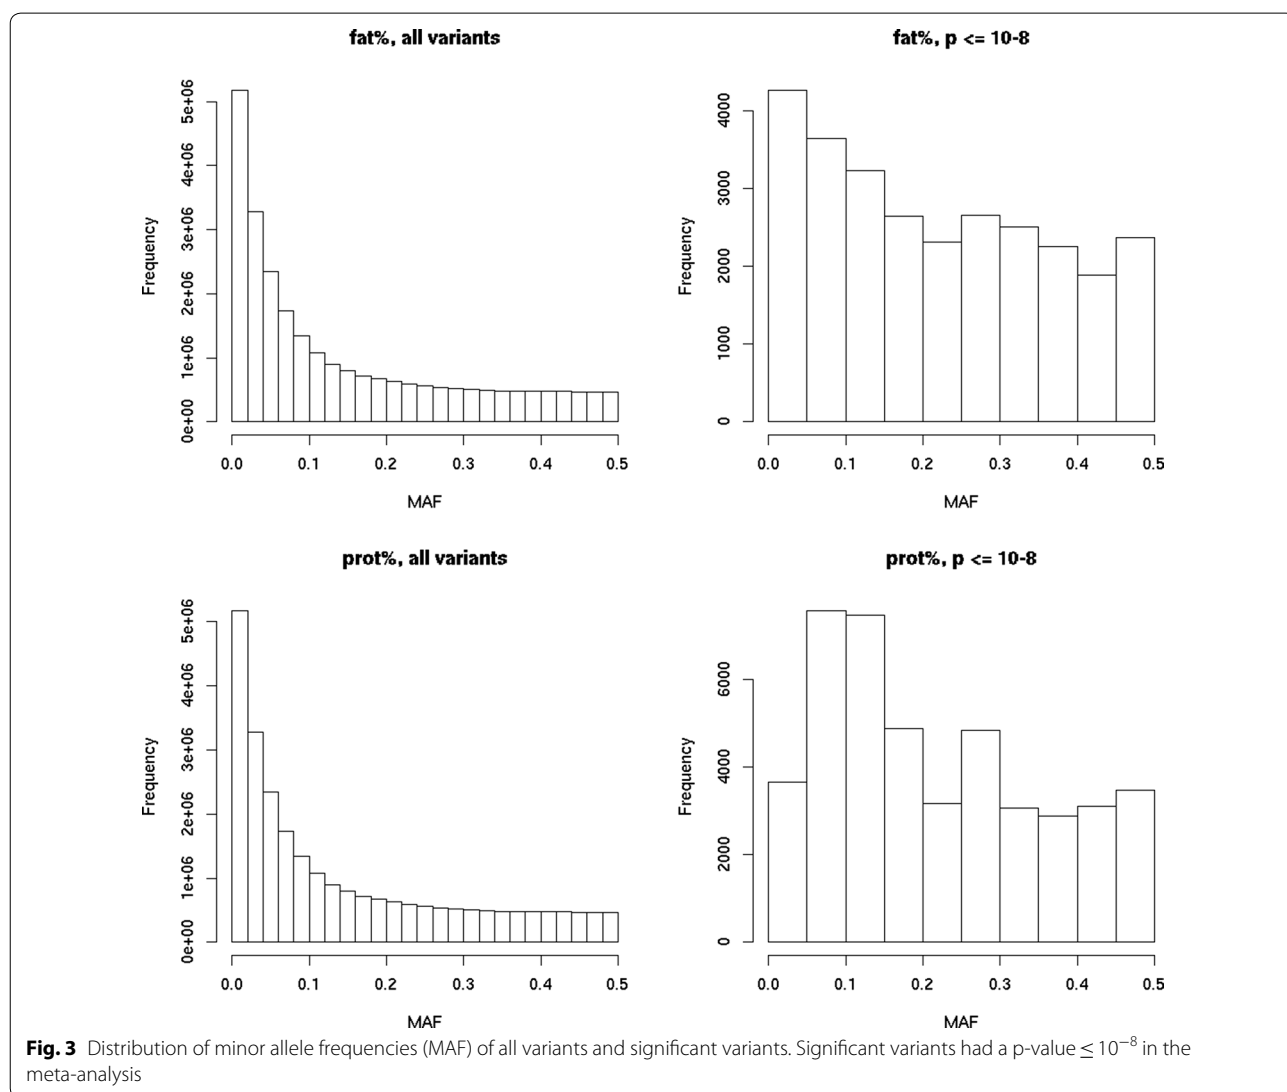 fat%, all variants
Frequency
0e+00 1e+06 2e+06 3e+06 4e+06 5e+06
0.0 0.1 0.2 0.3 0.4 0.5
MAF
fat%, p <= 10-8
Frequency
0 1000 2000 3000 4000
0.0 0.1 0.2 0.3 0.4 0.5
MAF
prot%, all variants
Frequency
0e+00 1e+06 2e+06 3e+06 4e+06 5e+06
0.0 0.1 0.2 0.3 0.4 0.5
MAF
prot%, p <= 10-8
Frequency
0 2000 4000 6000
0.0 0.1 0.2 0.3 0.4 0.5
MAF
Fig. 3 Distribution of minor allele frequencies (MAF) of all variants and significant variants. Significant variants had a p-value ≤ 10⁻⁸ in the
meta-analysis